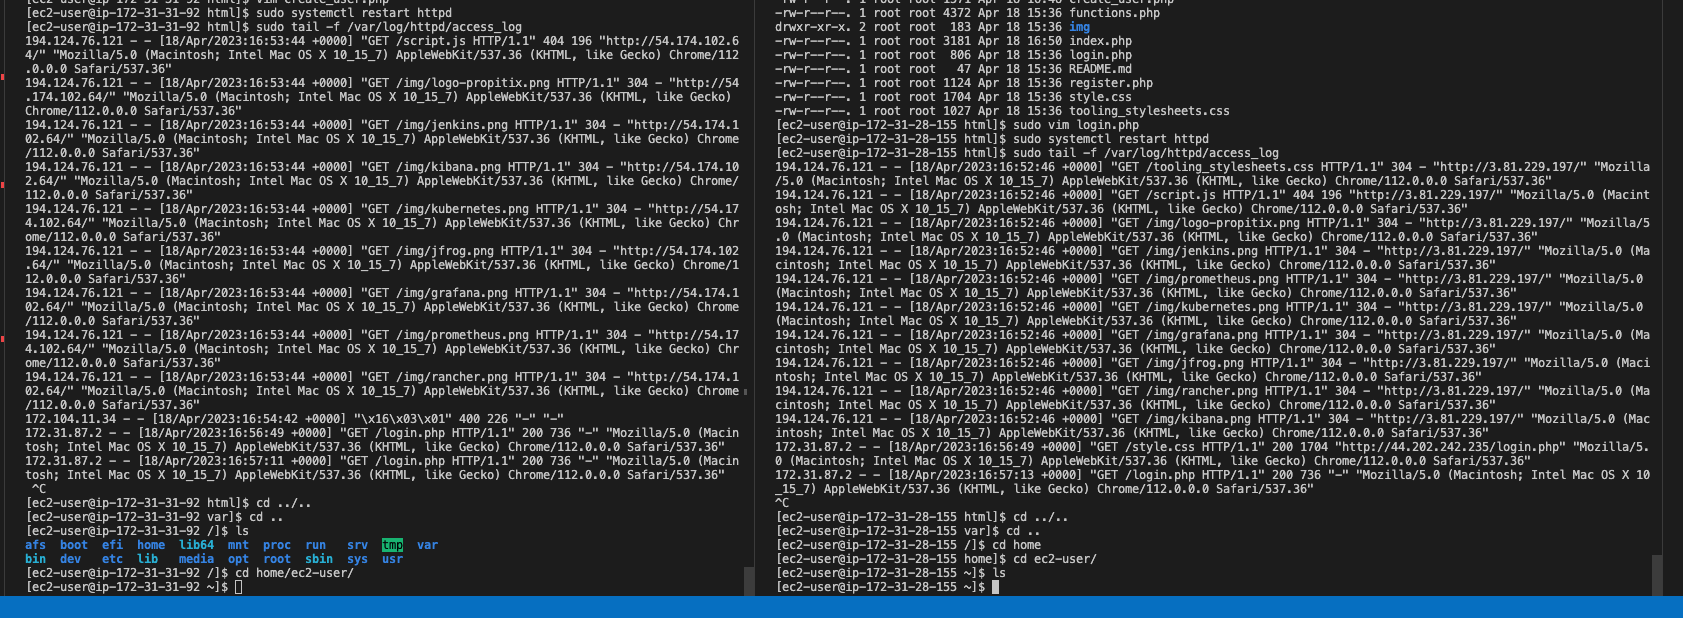 [ec2-user@ip-172-31-31-92 html]$ vim create_user.php
[ec2-user@ip-172-31-31-92 html]$ sudo systemctl restart httpd
[ec2-user@ip-172-31-31-92 html]$ sudo tail -f /var/log/httpd/access_log
194.124.76.121 - - [18/Apr/2023:16:53:44 +0000] "GET /script.js HTTP/1.1" 404 196 "http://54.174.102.6
4/" "Mozilla/5.0 (Macintosh; Intel Mac OS X 10_15_7) AppleWebKit/537.36 (KHTML, like Gecko) Chrome/112
.0.0.0 Safari/537.36"
194.124.76.121 - - [18/Apr/2023:16:53:44 +0000] "GET /img/logo-propitix.png HTTP/1.1" 304 - "http://54
.174.102.64/" "Mozilla/5.0 (Macintosh; Intel Mac OS X 10_15_7) AppleWebKit/537.36 (KHTML, like Gecko)
Chrome/112.0.0.0 Safari/537.36"
194.124.76.121 - - [18/Apr/2023:16:53:44 +0000] "GET /img/jenkins.png HTTP/1.1" 304 - "http://54.174.1
02.64/" "Mozilla/5.0 (Macintosh; Intel Mac OS X 10_15_7) AppleWebKit/537.36 (KHTML, like Gecko) Chrome
/112.0.0.0 Safari/537.36"
194.124.76.121 - - [18/Apr/2023:16:53:44 +0000] "GET /img/kibana.png HTTP/1.1" 304 - "http://54.174.10
2.64/" "Mozilla/5.0 (Macintosh; Intel Mac OS X 10_15_7) AppleWebKit/537.36 (KHTML, like Gecko) Chrome/
112.0.0.0 Safari/537.36"
194.124.76.121 - - [18/Apr/2023:16:53:44 +0000] "GET /img/kubernetes.png HTTP/1.1" 304 - "http://54.17
4.102.64/" "Mozilla/5.0 (Macintosh; Intel Mac OS X 10_15_7) AppleWebKit/537.36 (KHTML, like Gecko) Chr
ome/112.0.0.0 Safari/537.36"
194.124.76.121 - - [18/Apr/2023:16:53:44 +0000] "GET /img/jfrog.png HTTP/1.1" 304 - "http://54.174.102
.64/" "Mozilla/5.0 (Macintosh; Intel Mac OS X 10_15_7) AppleWebKit/537.36 (KHTML, like Gecko) Chrome/1
12.0.0.0 Safari/537.36"
194.124.76.121 - - [18/Apr/2023:16:53:44 +0000] "GET /img/grafana.png HTTP/1.1" 304 - "http://54.174.1
02.64/" "Mozilla/5.0 (Macintosh; Intel Mac OS X 10_15_7) AppleWebKit/537.36 (KHTML, like Gecko) Chrome
/112.0.0.0 Safari/537.36"
194.124.76.121 - - [18/Apr/2023:16:53:44 +0000] "GET /img/prometheus.png HTTP/1.1" 304 - "http://54.17
4.102.64/" "Mozilla/5.0 (Macintosh; Intel Mac OS X 10_15_7) AppleWebKit/537.36 (KHTML, like Gecko) Chr
ome/112.0.0.0 Safari/537.36"
194.124.76.121 - - [18/Apr/2023:16:53:44 +0000] "GET /img/rancher.png HTTP/1.1" 304 - "http://54.174.1
02.64/" "Mozilla/5.0 (Macintosh; Intel Mac OS X 10_15_7) AppleWebKit/537.36 (KHTML, like Gecko) Chrome
/112.0.0.0 Safari/537.36"
172.104.11.34 - - [18/Apr/2023:16:54:42 +0000] "\x16\x03\x01" 400 226 "-" "-"
172.31.87.2 - - [18/Apr/2023:16:56:49 +0000] "GET /login.php HTTP/1.1" 200 736 "-" "Mozilla/5.0 (Macin
tosh; Intel Mac OS X 10_15_7) AppleWebKit/537.36 (KHTML, like Gecko) Chrome/112.0.0.0 Safari/537.36"
172.31.87.2 - - [18/Apr/2023:16:57:11 +0000] "GET /login.php HTTP/1.1" 200 736 "-" "Mozilla/5.0 (Macin
tosh; Intel Mac OS X 10_15_7) AppleWebKit/537.36 (KHTML, like Gecko) Chrome/112.0.0.0 Safari/537.36"
^C
[ec2-user@ip-172-31-31-92 html]$ cd ../..
[ec2-user@ip-172-31-31-92 var]$ cd ..
[ec2-user@ip-172-31-31-92 /]$ ls
afs boot efi home lib64 mnt proc run srv tmp var
bin dev etc lib media opt root sbin sys usr
[ec2-user@ip-172-31-31-92 /]$ cd home/ec2-user/
[ec2-user@ip-172-31-31-92 ~]$
-rw-r--r--. 1 root root 1571 Apr 18 16:48 create_user.php
-rw-r--r--. 1 root root 4372 Apr 18 15:36 functions.php
drwxr-xr-x. 2 root root 183 Apr 18 15:36 img
-rw-r--r--. 1 root root 3181 Apr 18 16:50 index.php
-rw-r--r--. 1 root root 806 Apr 18 15:36 login.php
-rw-r--r--. 1 root root 47 Apr 18 15:36 README.md
-rw-r--r--. 1 root root 1124 Apr 18 15:36 register.php
-rw-r--r--. 1 root root 1704 Apr 18 15:36 style.css
-rw-r--r--. 1 root root 1027 Apr 18 15:36 tooling_stylesheets.css
[ec2-user@ip-172-31-28-155 html]$ sudo vim login.php
[ec2-user@ip-172-31-28-155 html]$ sudo systemctl restart httpd
[ec2-user@ip-172-31-28-155 html]$ sudo tail -f /var/log/httpd/access_log
194.124.76.121 - - [18/Apr/2023:16:52:46 +0000] "GET /tooling_stylesheets.css HTTP/1.1" 304 - "http://3.81.229.197/" "Mozilla
/5.0 (Macintosh; Intel Mac OS X 10_15_7) AppleWebKit/537.36 (KHTML, like Gecko) Chrome/112.0.0.0 Safari/537.36"
194.124.76.121 - - [18/Apr/2023:16:52:46 +0000] "GET /script.js HTTP/1.1" 404 196 "http://3.81.229.197/" "Mozilla/5.0 (Macint
osh; Intel Mac OS X 10_15_7) AppleWebKit/537.36 (KHTML, like Gecko) Chrome/112.0.0.0 Safari/537.36"
194.124.76.121 - - [18/Apr/2023:16:52:46 +0000] "GET /img/logo-propitix.png HTTP/1.1" 304 - "http://3.81.229.197/" "Mozilla/5
.0 (Macintosh; Intel Mac OS X 10_15_7) AppleWebKit/537.36 (KHTML, like Gecko) Chrome/112.0.0.0 Safari/537.36"
194.124.76.121 - - [18/Apr/2023:16:52:46 +0000] "GET /img/jenkins.png HTTP/1.1" 304 - "http://3.81.229.197/" "Mozilla/5.0 (Ma
cintosh; Intel Mac OS X 10_15_7) AppleWebKit/537.36 (KHTML, like Gecko) Chrome/112.0.0.0 Safari/537.36"
194.124.76.121 - - [18/Apr/2023:16:52:46 +0000] "GET /img/prometheus.png HTTP/1.1" 304 - "http://3.81.229.197/" "Mozilla/5.0
(Macintosh; Intel Mac OS X 10_15_7) AppleWebKit/537.36 (KHTML, like Gecko) Chrome/112.0.0.0 Safari/537.36"
194.124.76.121 - - [18/Apr/2023:16:52:46 +0000] "GET /img/kubernetes.png HTTP/1.1" 304 - "http://3.81.229.197/" "Mozilla/5.0
(Macintosh; Intel Mac OS X 10_15_7) AppleWebKit/537.36 (KHTML, like Gecko) Chrome/112.0.0.0 Safari/537.36"
194.124.76.121 - - [18/Apr/2023:16:52:46 +0000] "GET /img/grafana.png HTTP/1.1" 304 - "http://3.81.229.197/" "Mozilla/5.0 (Ma
cintosh; Intel Mac OS X 10_15_7) AppleWebKit/537.36 (KHTML, like Gecko) Chrome/112.0.0.0 Safari/537.36"
194.124.76.121 - - [18/Apr/2023:16:52:46 +0000] "GET /img/jfrog.png HTTP/1.1" 304 - "http://3.81.229.197/" "Mozilla/5.0 (Maci
ntosh; Intel Mac OS X 10_15_7) AppleWebKit/537.36 (KHTML, like Gecko) Chrome/112.0.0.0 Safari/537.36"
194.124.76.121 - - [18/Apr/2023:16:52:46 +0000] "GET /img/rancher.png HTTP/1.1" 304 - "http://3.81.229.197/" "Mozilla/5.0 (Ma
cintosh; Intel Mac OS X 10_15_7) AppleWebKit/537.36 (KHTML, like Gecko) Chrome/112.0.0.0 Safari/537.36"
194.124.76.121 - - [18/Apr/2023:16:52:46 +0000] "GET /img/kibana.png HTTP/1.1" 304 - "http://3.81.229.197/" "Mozilla/5.0 (Mac
intosh; Intel Mac OS X 10_15_7) AppleWebKit/537.36 (KHTML, like Gecko) Chrome/112.0.0.0 Safari/537.36"
172.31.87.2 - - [18/Apr/2023:16:56:49 +0000] "GET /style.css HTTP/1.1" 200 1704 "http://44.202.242.235/login.php" "Mozilla/5.
0 (Macintosh; Intel Mac OS X 10_15_7) AppleWebKit/537.36 (KHTML, like Gecko) Chrome/112.0.0.0 Safari/537.36"
172.31.87.2 - - [18/Apr/2023:16:57:13 +0000] "GET /login.php HTTP/1.1" 200 736 "-" "Mozilla/5.0 (Macintosh; Intel Mac OS X 10
_15_7) AppleWebKit/537.36 (KHTML, like Gecko) Chrome/112.0.0.0 Safari/537.36"
^C
[ec2-user@ip-172-31-28-155 html]$ cd ../..
[ec2-user@ip-172-31-28-155 var]$ cd ..
[ec2-user@ip-172-31-28-155 /]$ cd home
[ec2-user@ip-172-31-28-155 home]$ cd ec2-user/
[ec2-user@ip-172-31-28-155 ~]$ ls
[ec2-user@ip-172-31-28-155 ~]$